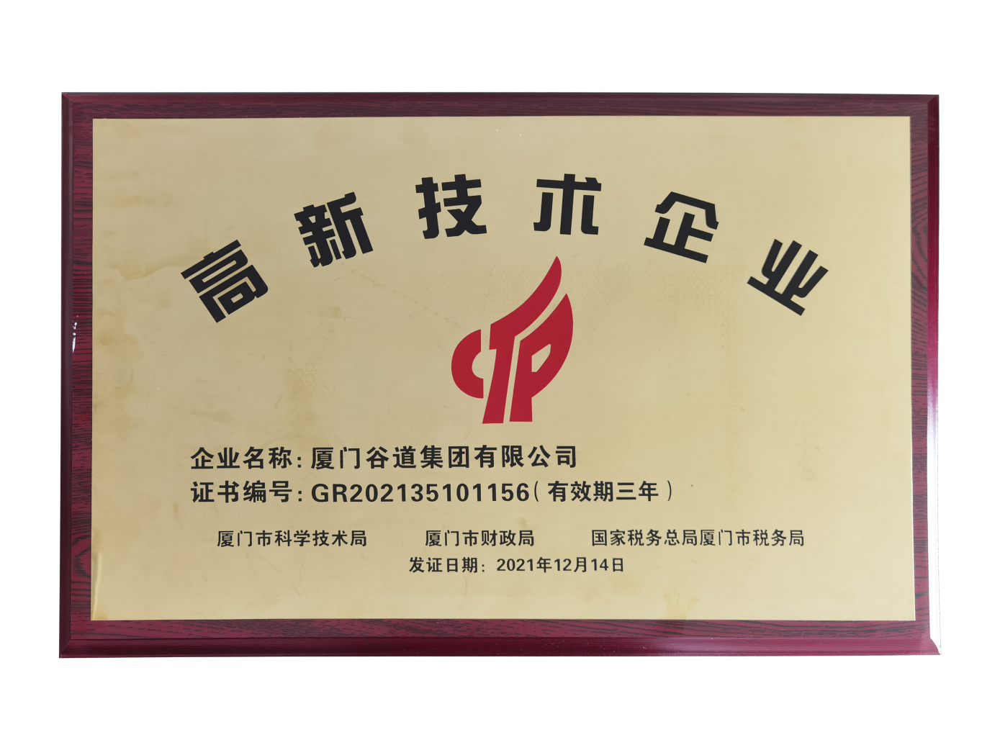 高新技术企业
企业名称：厦门谷道集团有限公司
证书编号：GR202135101156（有效期三年）
厦门市科学技术局 厦门市财政局 国家税务总局厦门市税务局
发证日期：2021年12月14日